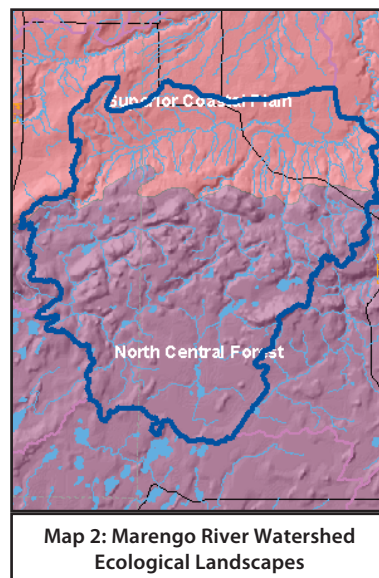 Superior Coastal Plain
North Central Forest
Map 2: Marengo River Watershed
Ecological Landscapes